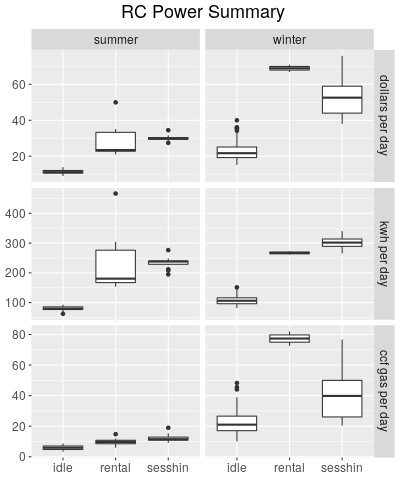 RC Power Summary
summer winter
60
40
20
dollars per day
400
300
200
100
kwh per day
80
60
40
20
0
ccf gas per day
idle rental sesshin idle rental sesshin